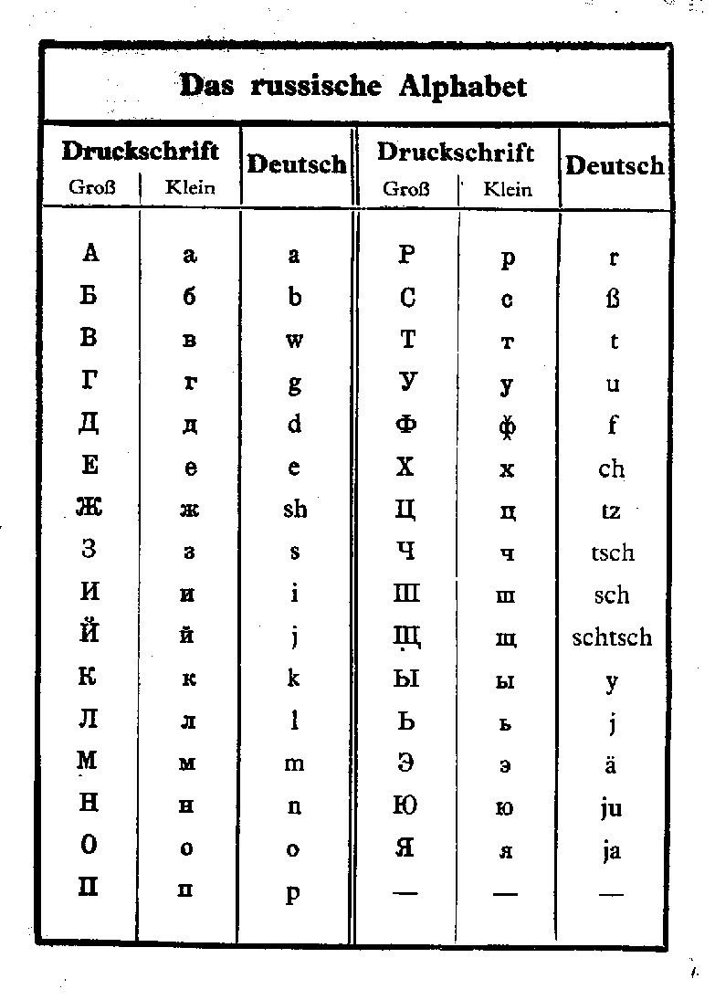 Das russische Alphabet
Druckschrift Deutsch Druckschrift Deutsch
Groß Klein Groß Klein
А а a Р р r
Б б b С с ß
В в w Т т t
Г г g У у u
Д д d Ф ф f
Е е e Х х ch
Ж ж sh Ц ц tz
З з s Ч ч tsch
И и i Ш ш sch
Й й j Щ щ schtsch
К к k Ы ы y
Л л l Ь ь j
М м m Э э ä
Н н n Ю ю ju
О о o Я я ja
П п p — — —